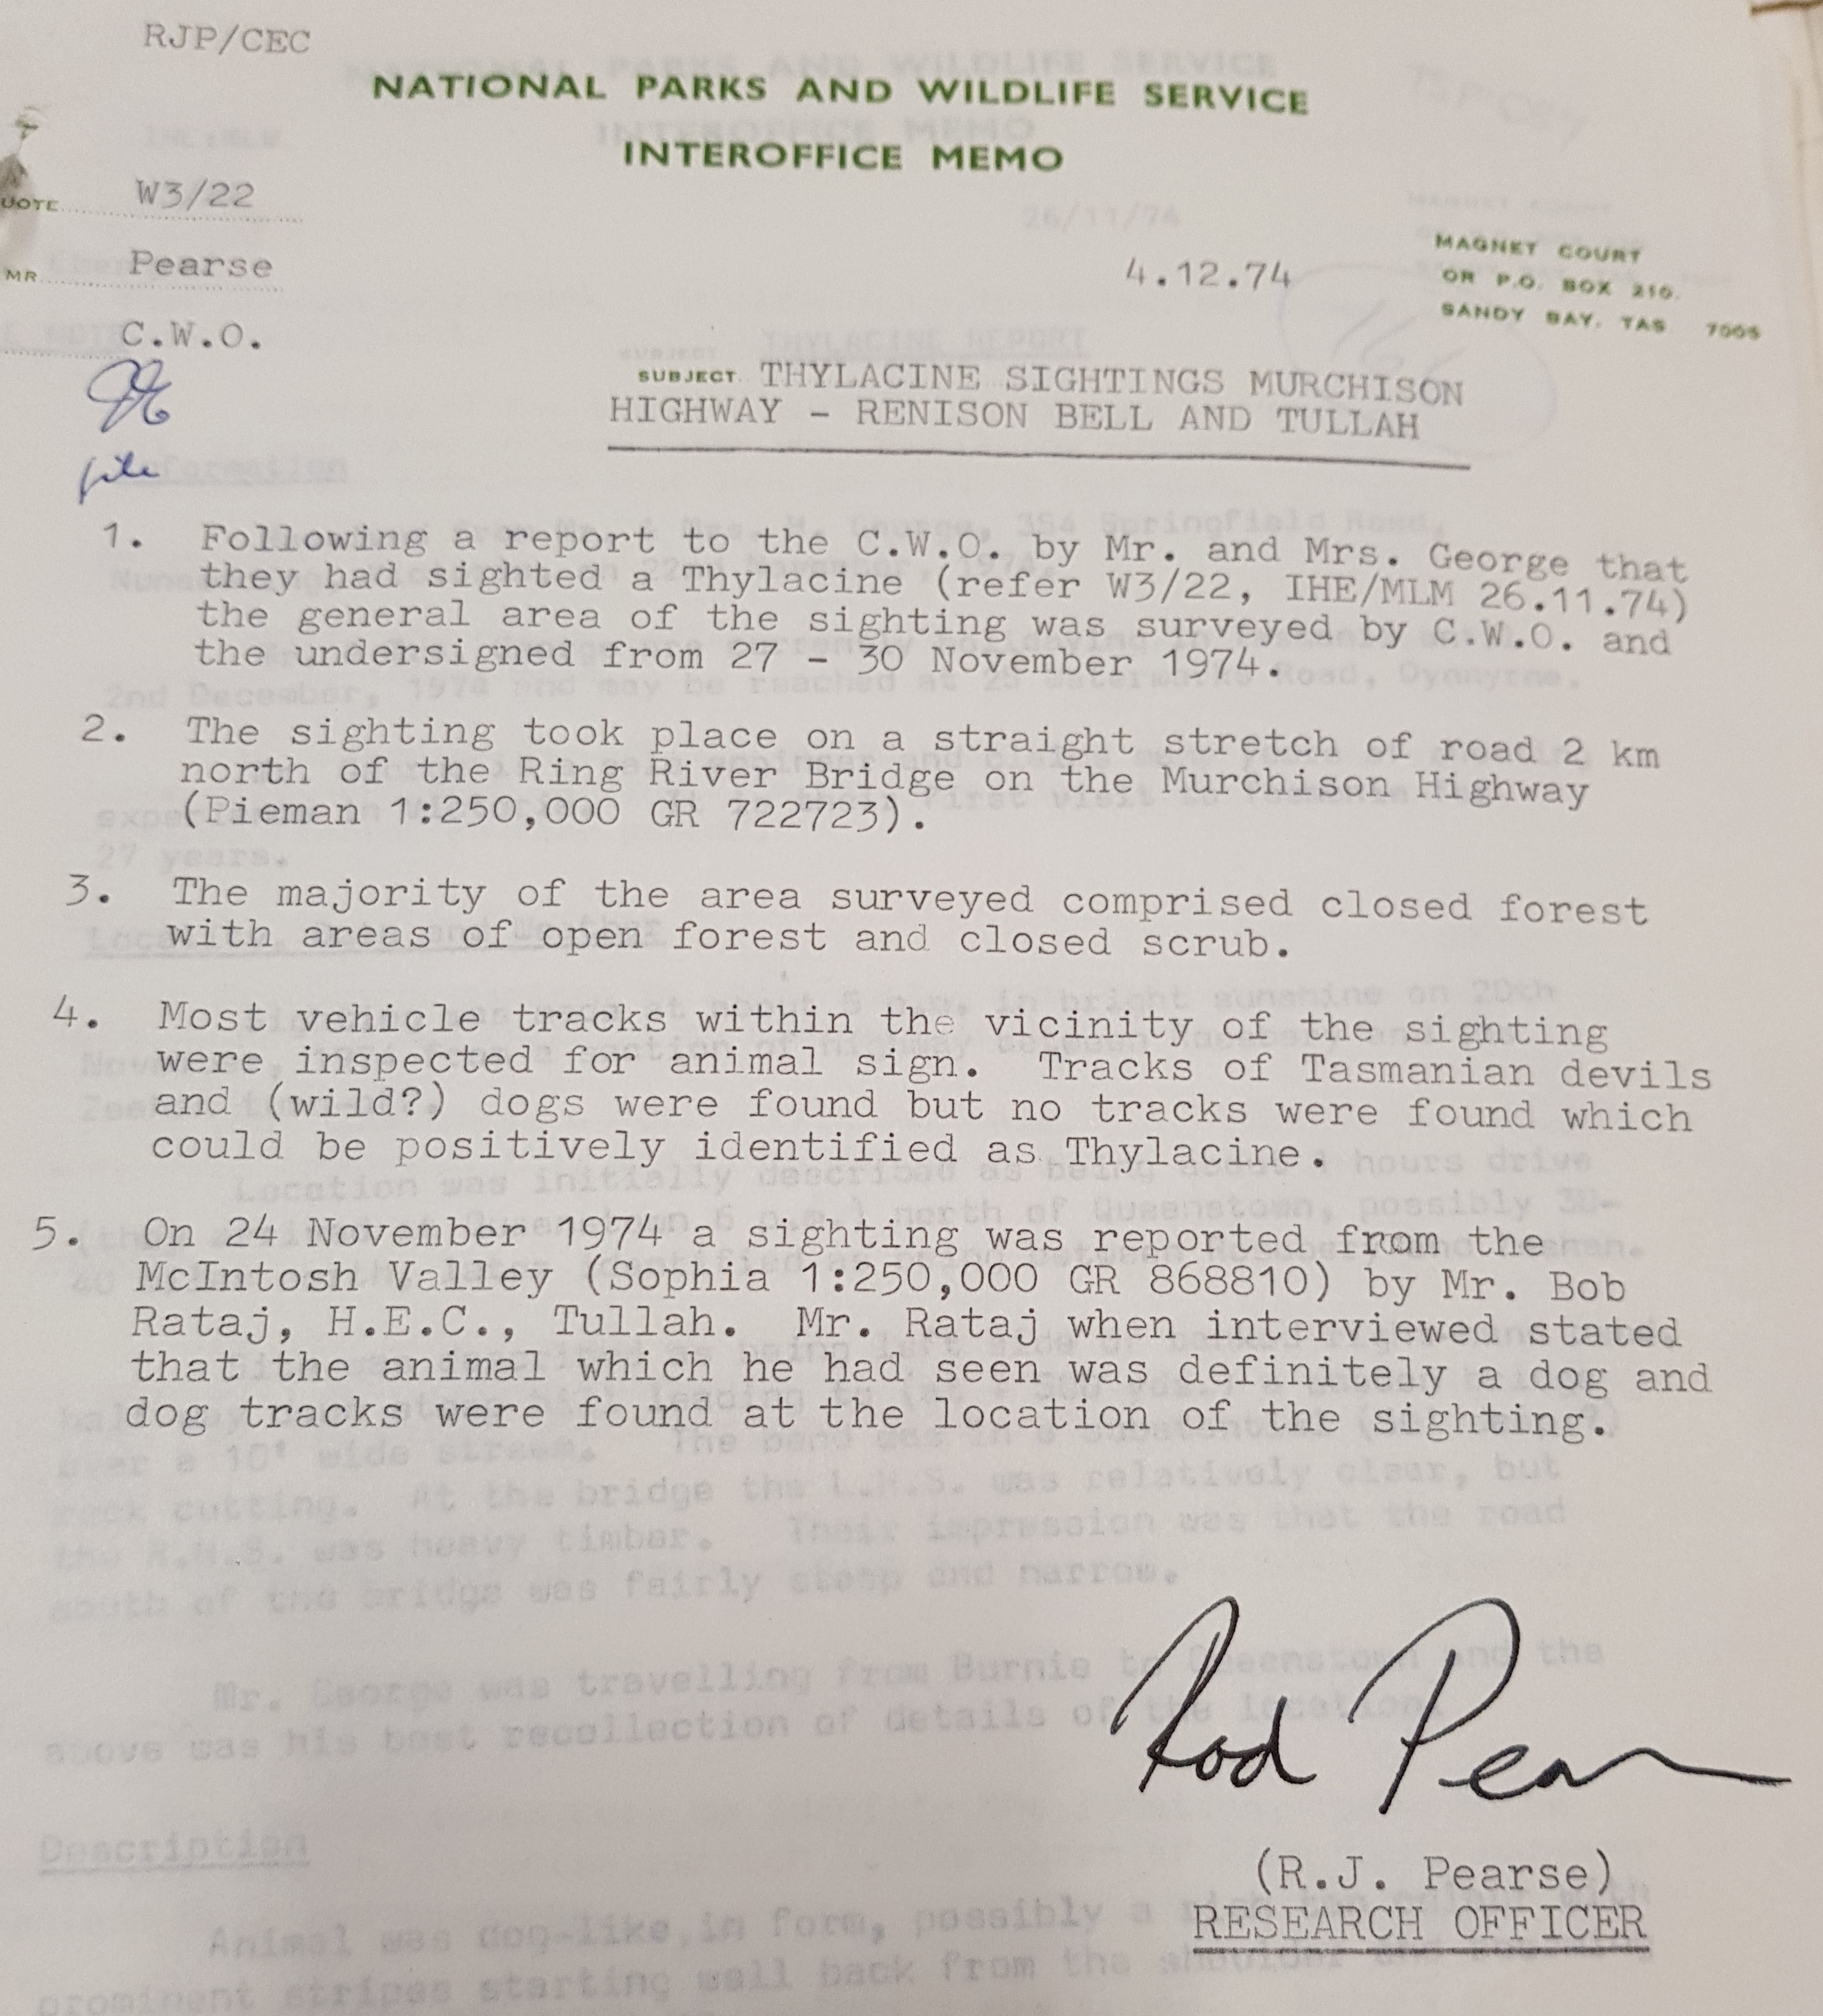 RJP/CEC
NATIONAL PARKS AND WILDLIFE SERVICE
INTEROFFICE MEMO
UOTE W3/22
MR. Pearse
4.12.74
MAGNET COURT
OR P.O. BOX 210.
SANDY BAY. TAS 7005
C.W.O.
file
SUBJECT THYLACINE SIGHTINGS MURCHISON
HIGHWAY - RENISON BELL AND TULLAH
1. Following a report to the C.W.O. by Mr. and Mrs. George that
they had sighted a Thylacine (refer W3/22, IHE/MLM 26.11.74)
the general area of the sighting was surveyed by C.W.O. and
the undersigned from 27 - 30 November 1974.
2. The sighting took place on a straight stretch of road 2 km
north of the Ring River Bridge on the Murchison Highway
(Pieman 1:250,000 GR 722723).
3. The majority of the area surveyed comprised closed forest
with areas of open forest and closed scrub.
4. Most vehicle tracks within the vicinity of the sighting
were inspected for animal sign. Tracks of Tasmanian devils
and (wild?) dogs were found but no tracks were found which
could be positively identified as Thylacine.
5. On 24 November 1974 a sighting was reported from the
McIntosh Valley (Sophia 1:250,000 GR 868810) by Mr. Bob
Rataj, H.E.C., Tullah. Mr. Rataj when interviewed stated
that the animal which he had seen was definitely a dog and
dog tracks were found at the location of the sighting.
Rod Pearse
(R.J. Pearse)
RESEARCH OFFICER